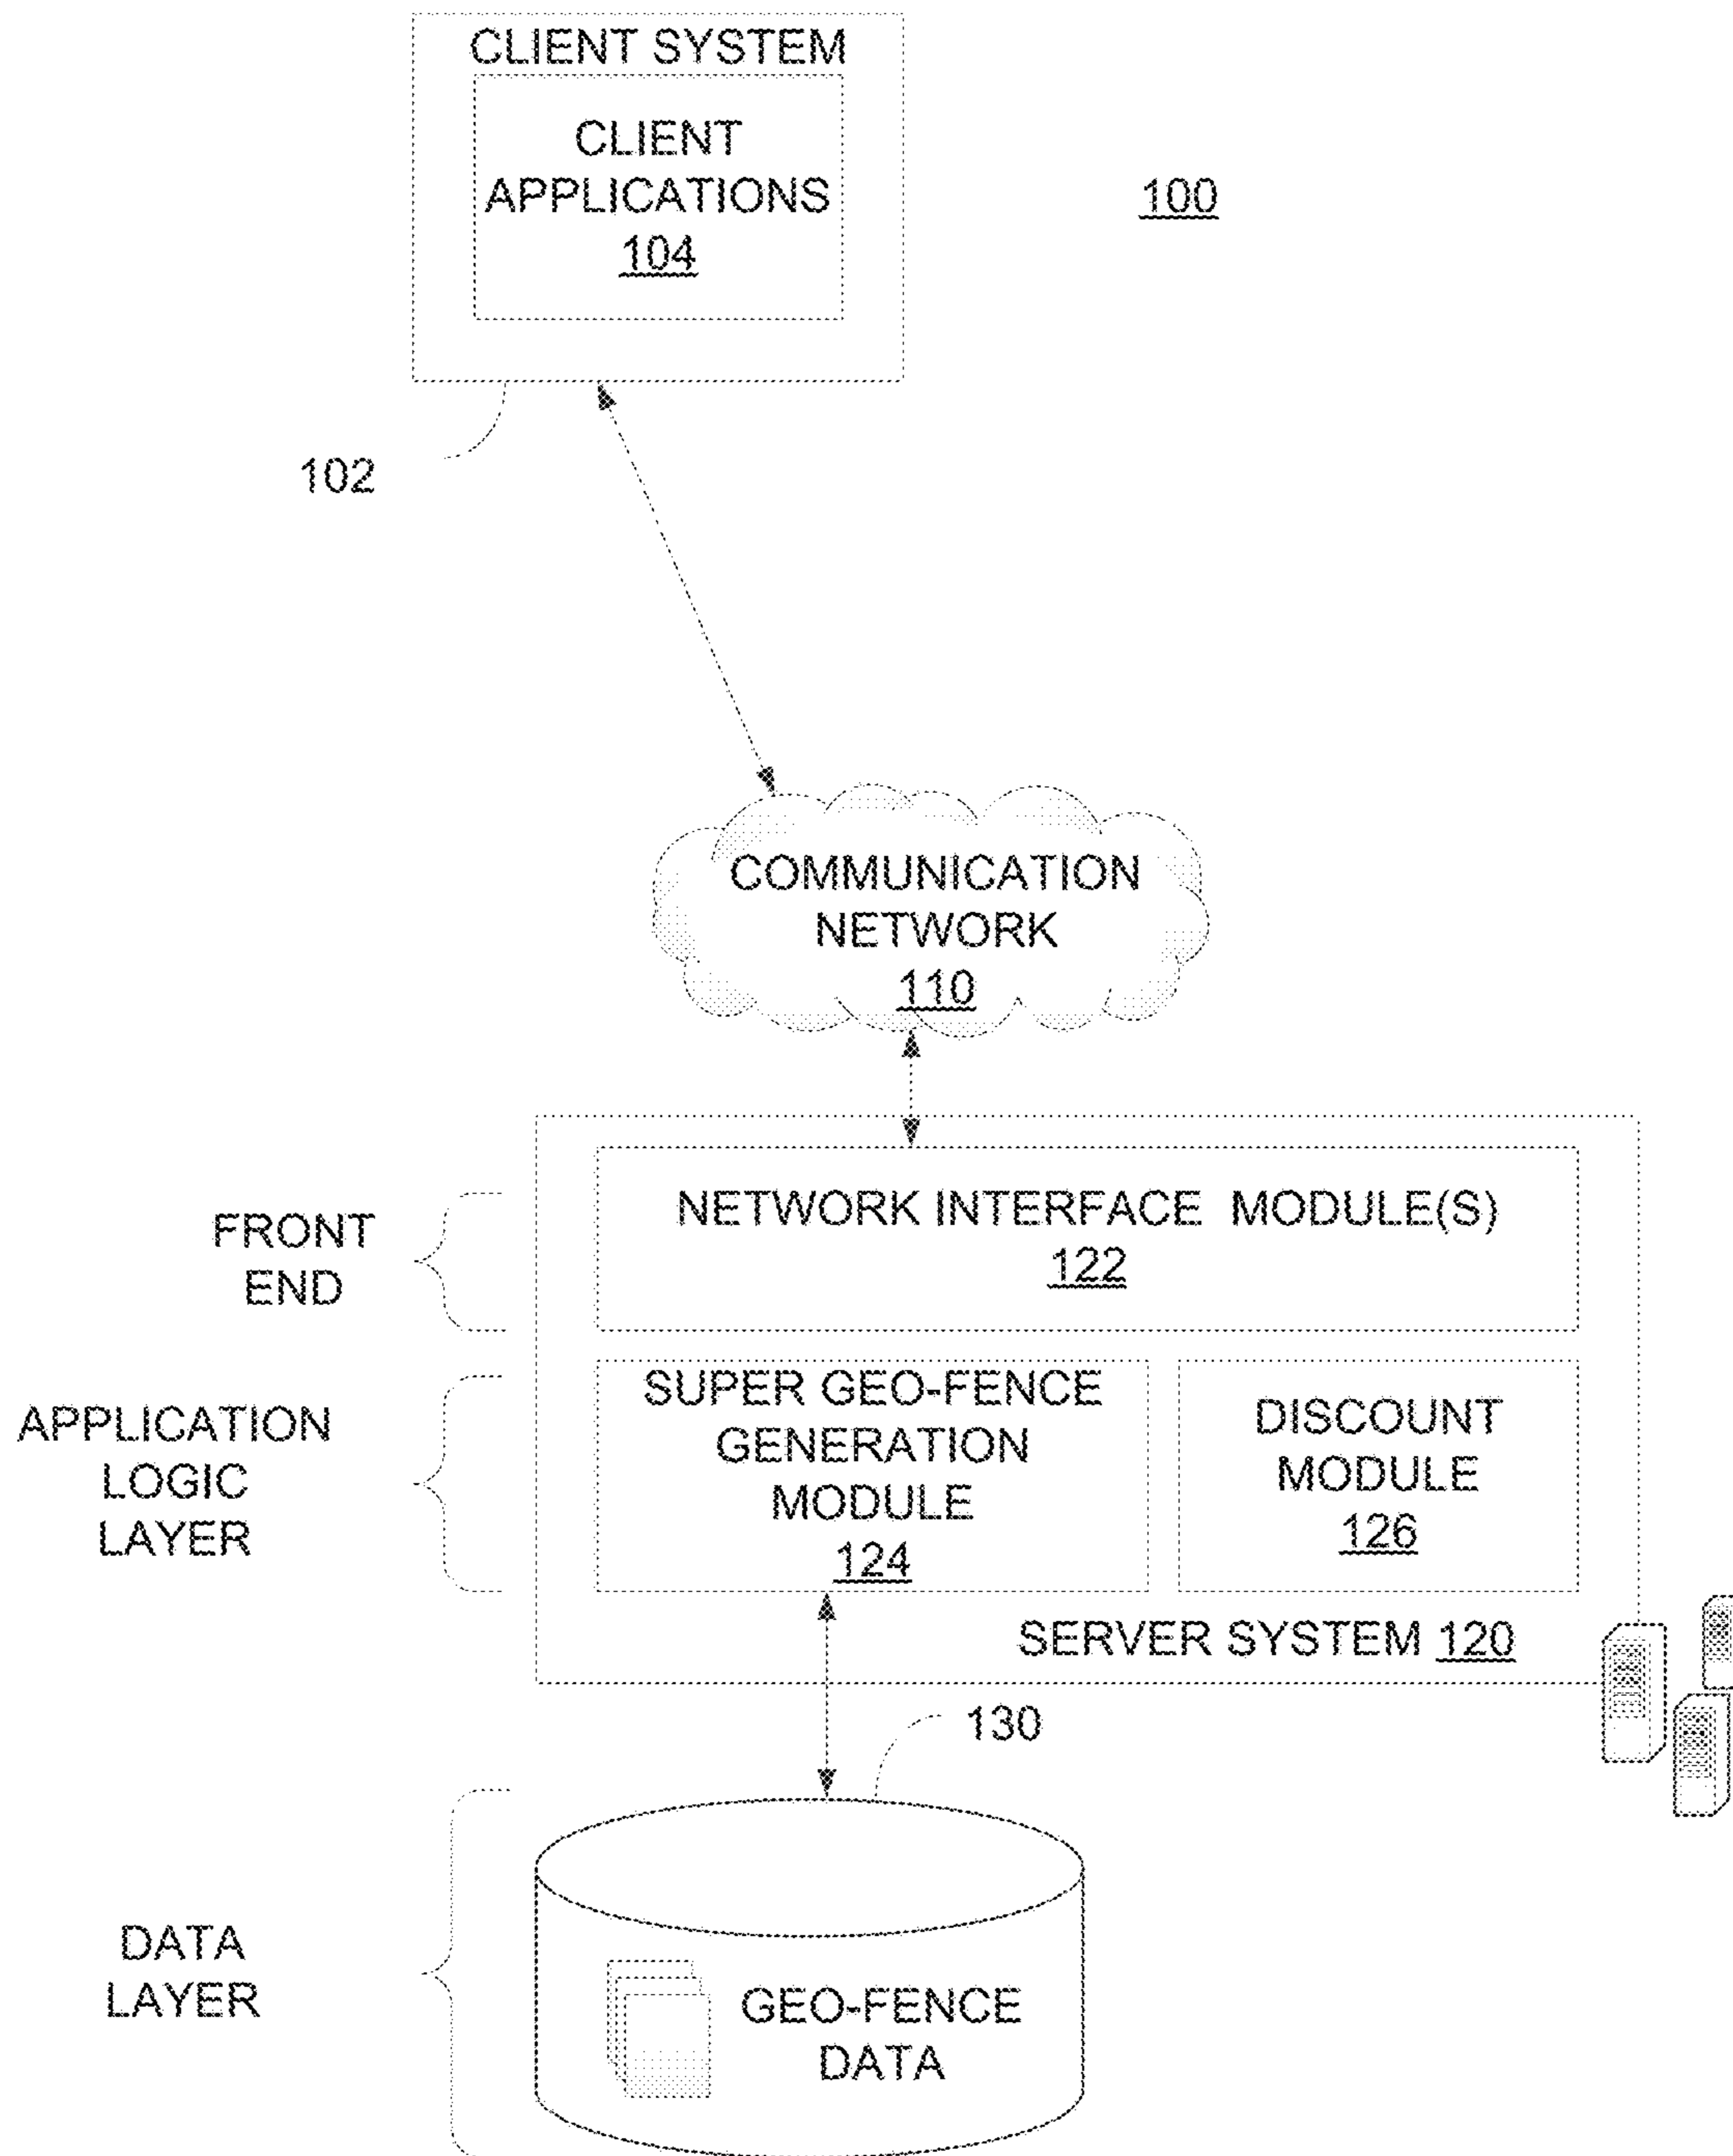 CLIENT SYSTEM
CLIENT
APPLICATIONS
104
100
102
COMMUNICATION
NETWORK
110
FRONT
END
NETWORK INTERFACE MODULE(S)
122
APPLICATION
LOGIC
LAYER
SUPER GEO-FENCE
GENERATION
MODULE
124
DISCOUNT
MODULE
126
SERVER SYSTEM 120
130
DATA
LAYER
GEO-FENCE
DATA